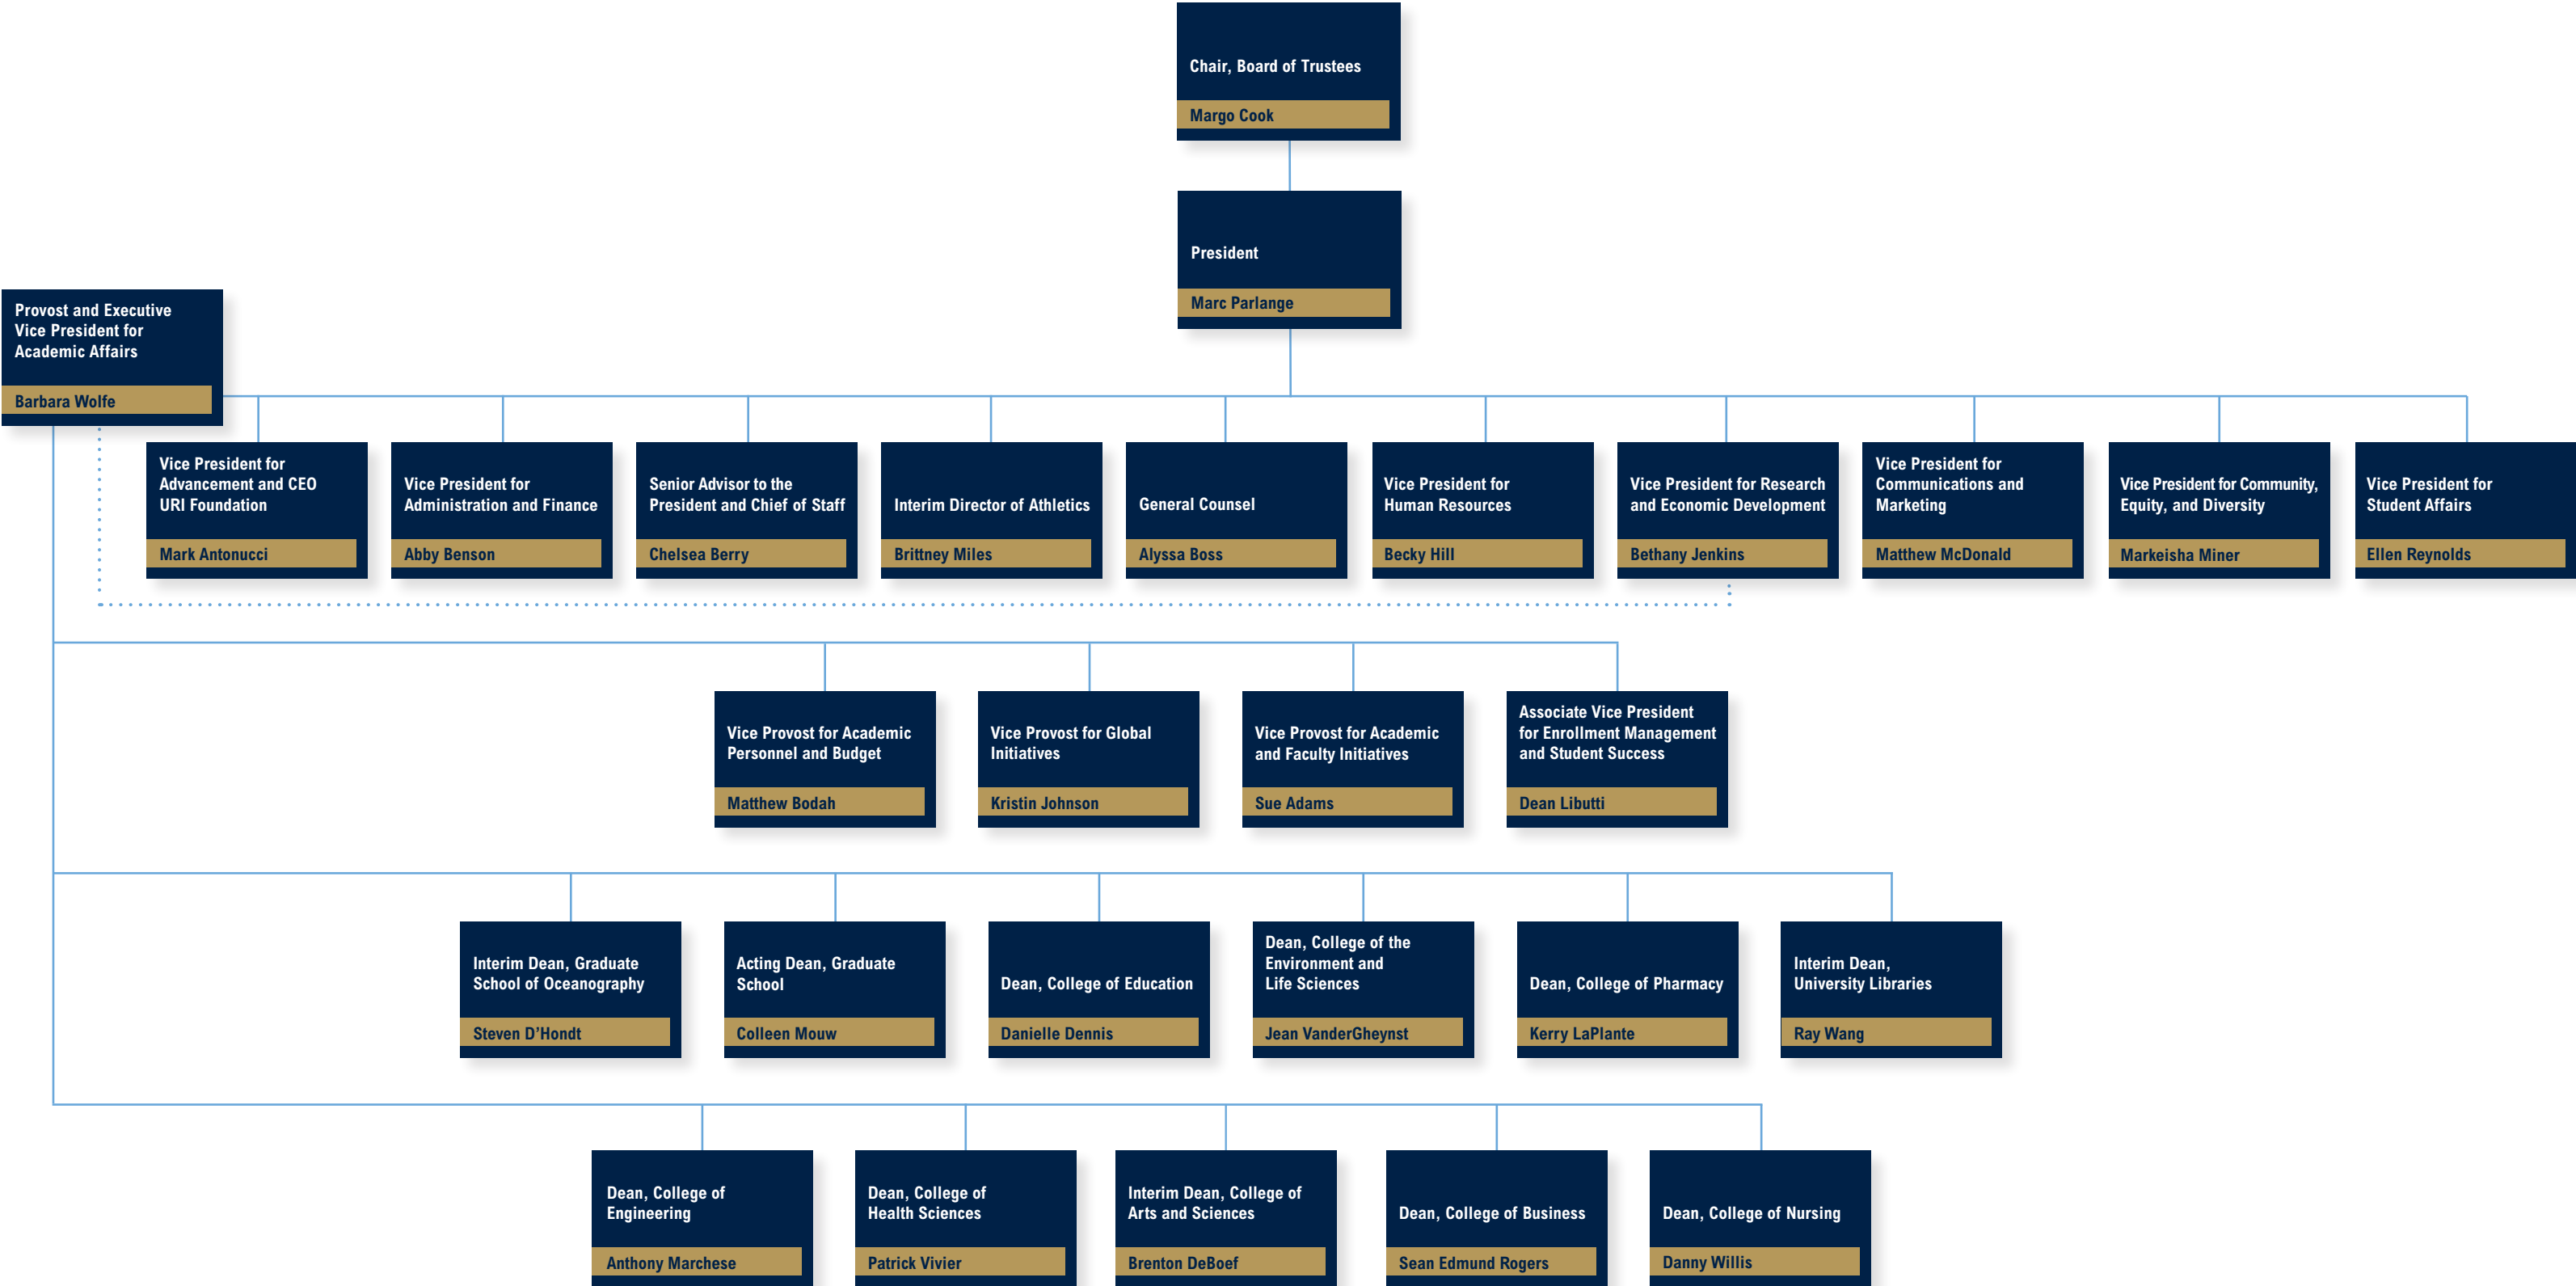 Chair, Board of Trustees
Margo Cook
President
Marc Parlange
Provost and Executive
Vice President for
Academic Affairs
Barbara Wolfe
Vice President for
Advancement and CEO
URI Foundation
Mark Antonucci
Vice President for
Administration and Finance
Abby Benson
Senior Advisor to the
President and Chief of Staff
Chelsea Berry
Interim Director of Athletics
Brittney Miles
General Counsel
Alyssa Boss
Vice President for
Human Resources
Becky Hill
Vice President for Research
and Economic Development
Bethany Jenkins
Vice President for
Communications and
Marketing
Matthew McDonald
Vice President for Community,
Equity, and Diversity
Markeisha Miner
Vice President for
Student Affairs
Ellen Reynolds
Vice Provost for Academic
Personnel and Budget
Matthew Bodah
Vice Provost for Global
Initiatives
Kristin Johnson
Vice Provost for Academic
and Faculty Initiatives
Sue Adams
Associate Vice President
for Enrollment Management
and Student Success
Dean Libutti
Interim Dean, Graduate
School of Oceanography
Steven D’Hondt
Acting Dean, Graduate
School
Colleen Mouw
Dean, College of Education
Danielle Dennis
Dean, College of the
Environment and
Life Sciences
Jean VanderGheynst
Dean, College of Pharmacy
Kerry LaPlante
Interim Dean,
University Libraries
Ray Wang
Dean, College of
Engineering
Anthony Marchese
Dean, College of
Health Sciences
Patrick Vivier
Interim Dean, College of
Arts and Sciences
Brenton DeBoef
Dean, College of Business
Sean Edmund Rogers
Dean, College of Nursing
Danny Willis